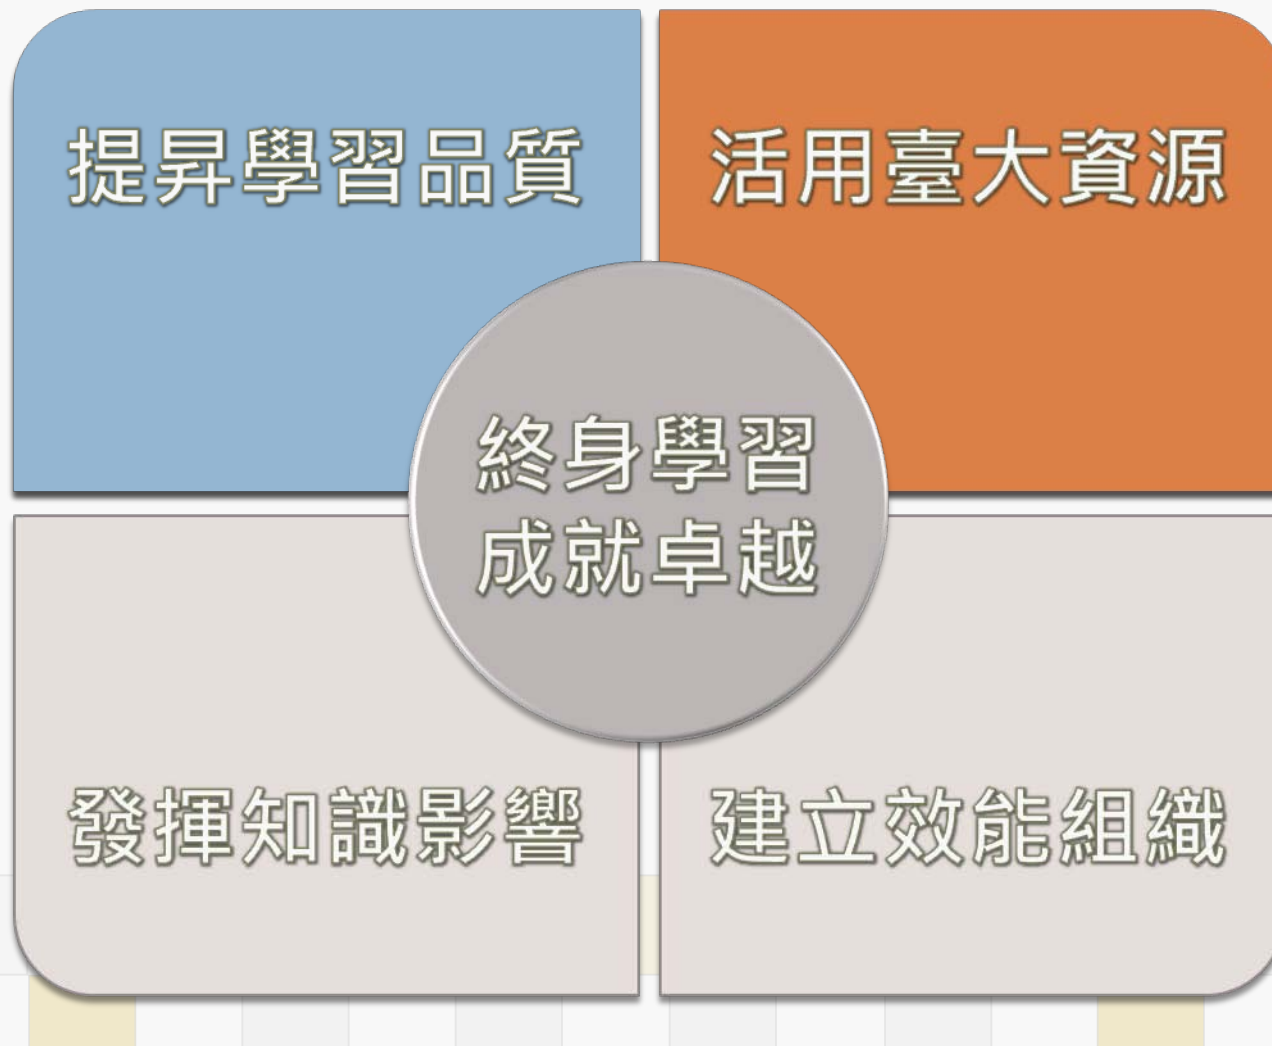 提昇學習品質
活用臺大資源
終身學習
成就卓越
發揮知識影響
建立效能組織